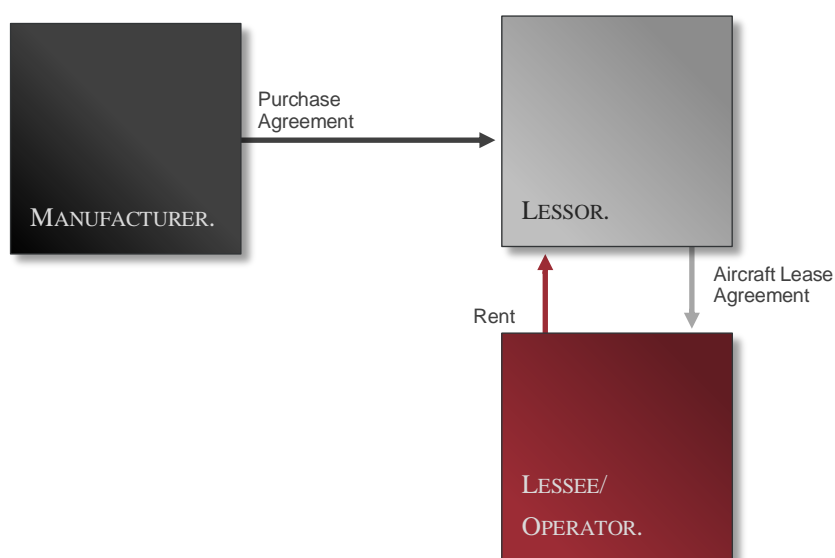 Purchase
Agreement
MANUFACTURER.
LESSOR.
Rent
Aircraft Lease
Agreement
LESSEE/
OPERATOR.